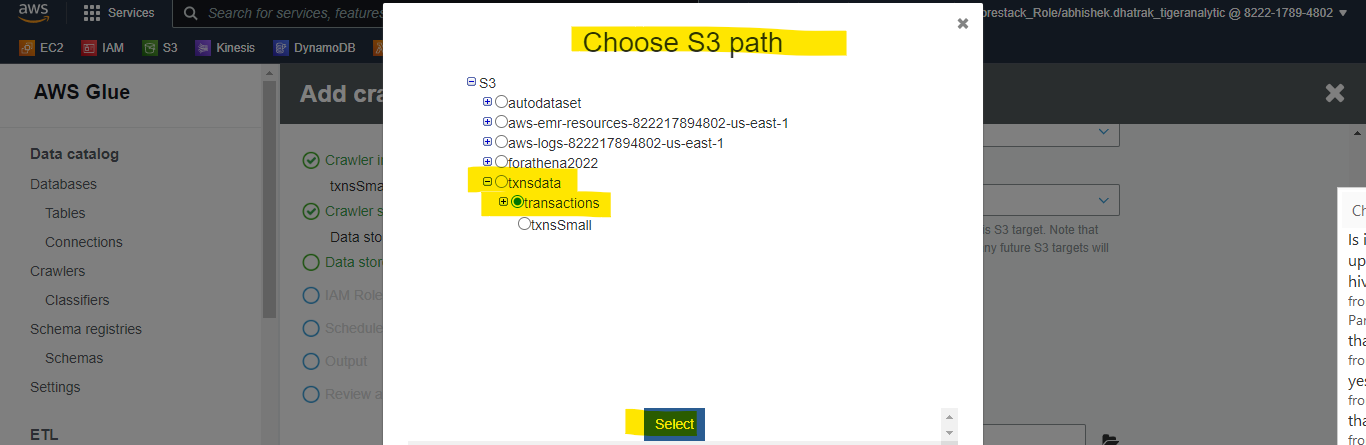 aws
Services
Search for services, features
orestack_Role/abhishek.dhatrak_tigeranalytic @ 8222-1789-4802
EC2 IAM S3 Kinesis DynamoDB
AWS Glue
Data catalog
Databases
Tables
Connections
Crawlers
Classifiers
Schema registries
Schemas
Settings
ETL
Add cra
Crawler in
txnsSma
Crawler s
Data stor
Data stor
IAM Role
Schedule
Output
Review a
Choose S3 path
S3
autodataset
aws-emr-resources-822217894802-us-east-1
aws-logs-822217894802-us-east-1
forathena2022
txnsdata
transactions
txnsSmall
Select
s S3 target. Note that
ny future S3 targets will
Ch
Is i
up
hiv
fro
Par
tha
fro
yes
fro
tha
fro